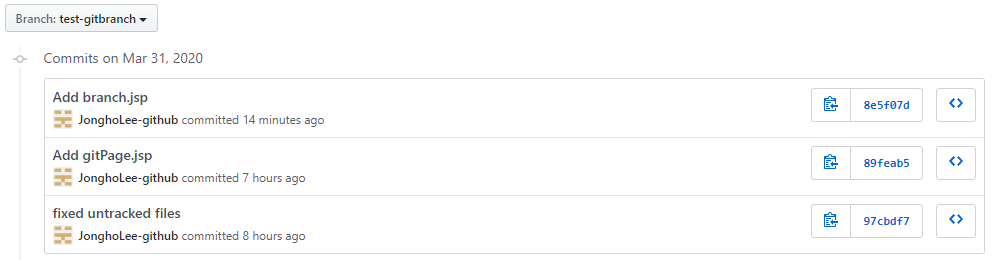 Branch: test-gitbranch
Commits on Mar 31, 2020
Add branch.jsp
JonghoLee-github committed 14 minutes ago
8e5f07d
Add gitPage.jsp
JonghoLee-github committed 7 hours ago
89feab5
fixed untracked files
JonghoLee-github committed 8 hours ago
97cbdf7